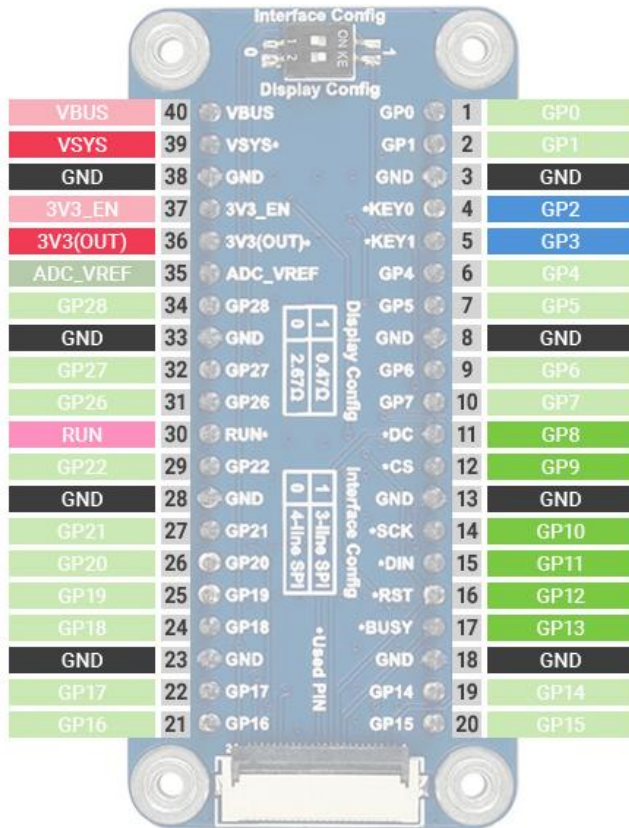 Interface Config
0 1 2 ON KE 1
Display Config
VBUS 40 VBUS GP0 1 GP0
VSYS 39 VSYS• GP1 2 GP1
GND 38 GND GND 3 GND
3V3_EN 37 3V3_EN •KEY0 4 GP2
3V3(OUT) 36 3V3(OUT)• •KEY1 5 GP3
ADC_VREF 35 ADC_VREF GP4 6 GP4
GP28 34 GP28 GP5 7 GP5
GND 33 GND GND 8 GND
GP27 32 GP27 GP6 9 GP6
GP26 31 GP26 GP7 10 GP7
RUN 30 RUN• •DC 11 GP8
GP22 29 GP22 •CS 12 GP9
GND 28 GND GND 13 GND
GP21 27 GP21 •SCK 14 GP10
GP20 26 GP20 •DIN 15 GP11
GP19 25 GP19 •RST 16 GP12
GP18 24 GP18 •BUSY 17 GP13
GND 23 GND GND 18 GND
GP17 22 GP17 GP14 19 GP14
GP16 21 GP16 GP15 20 GP15
Display Config
1 0.47Ω
0 2.67Ω
Interface Config
1 3-line SPI
0 4-line SPI
•Used PIN